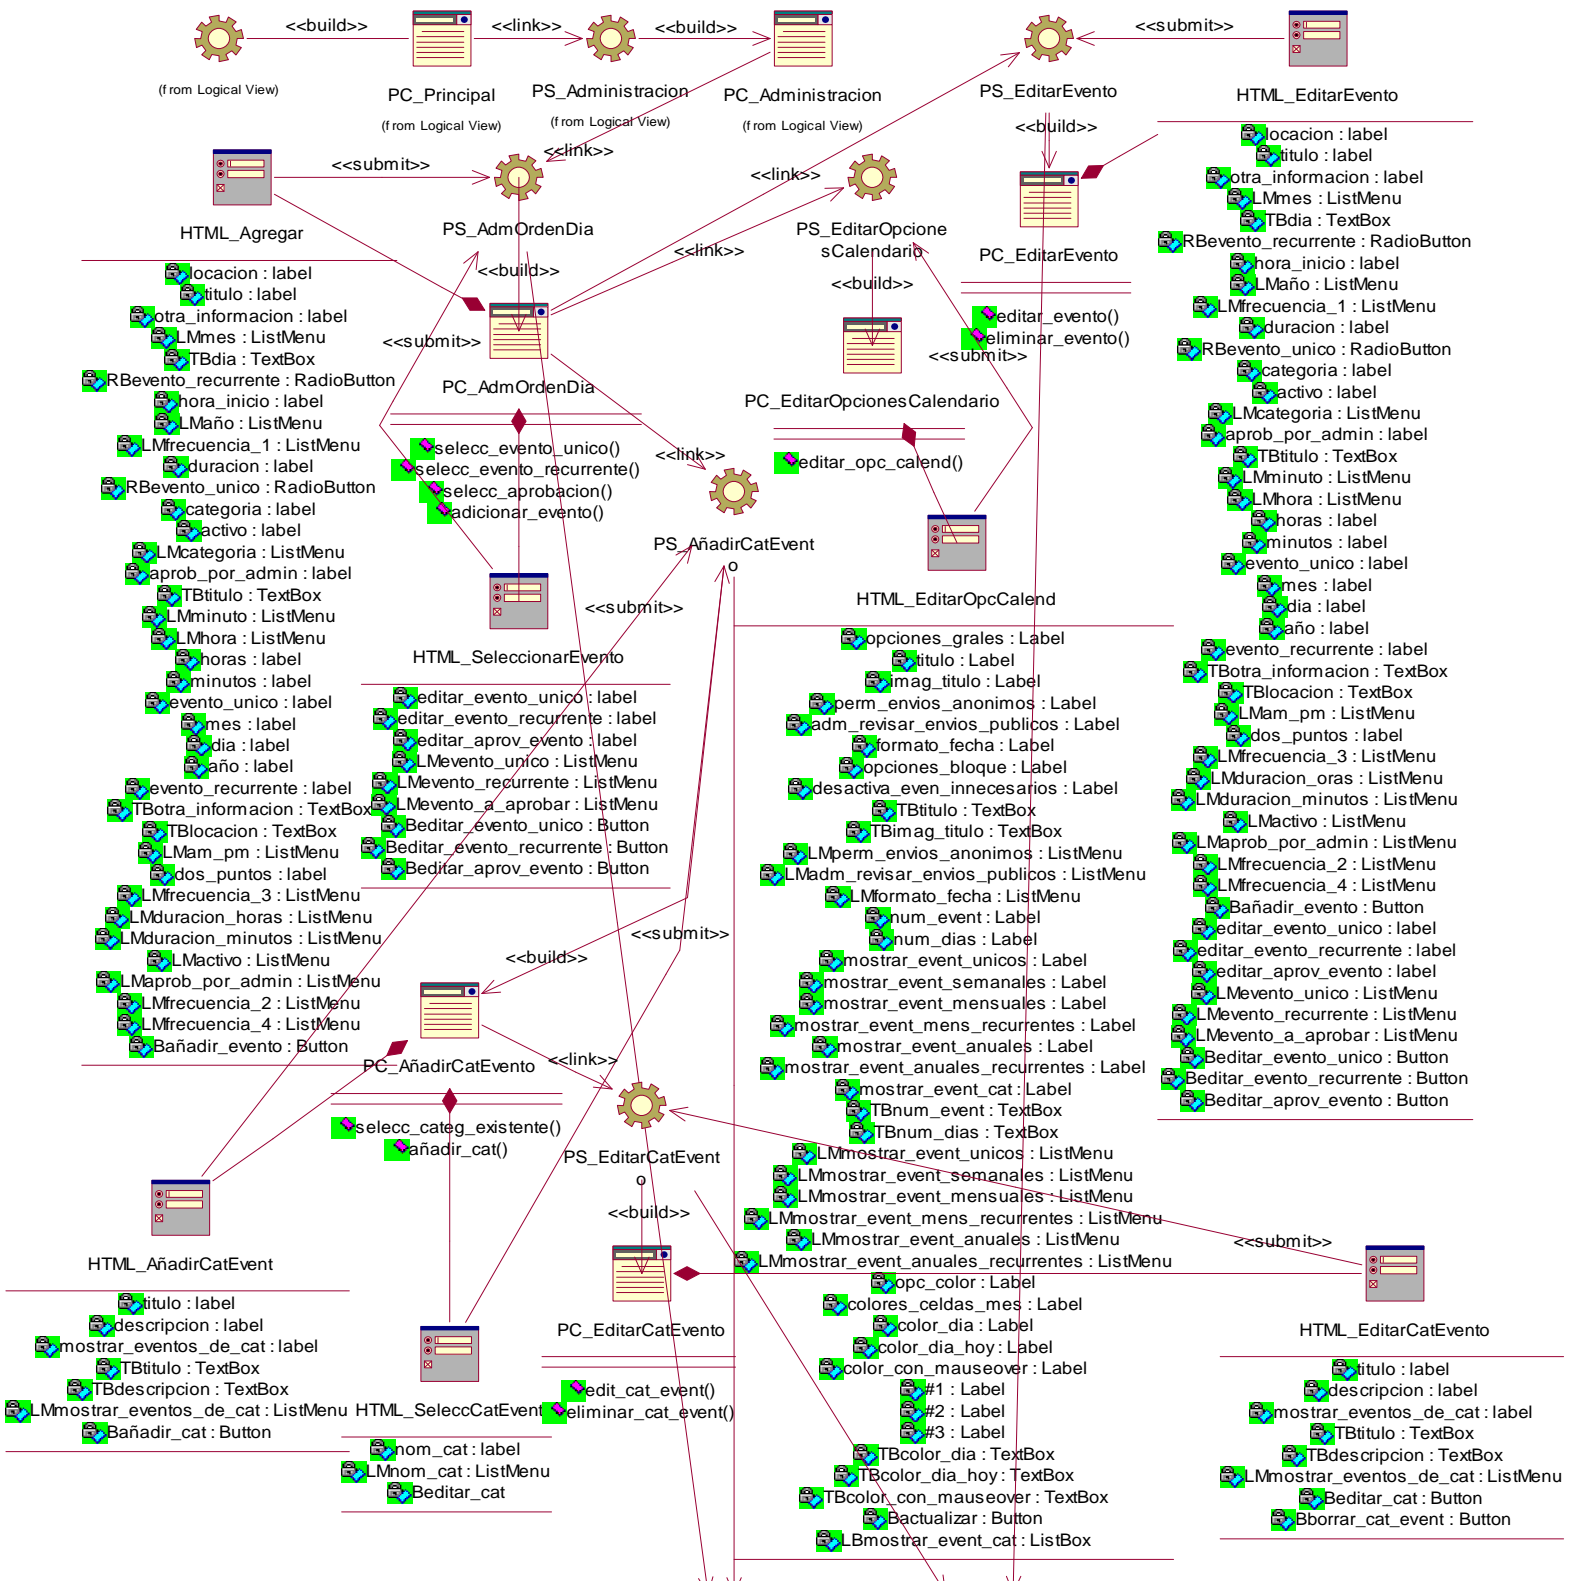 <<build>>
<<link>>
<<build>>
<<submit>>
(from Logical View)
PC_Principal
(from Logical View)
PS_Administracion
(from Logical View)
PC_Administracion
(from Logical View)
PS_EditarEvento
HTML_EditarEvento
<<build>>
<<link>>
<<submit>>
<<link>>
HTML_Agregar
locacion : label
titulo : label
otra_informacion : label
LMmes : ListMenu
TBdia : TextBox
RBevento_recurrente : RadioButton
hora_inicio : label
LMaño : ListMenu
LMfrecuencia_1 : ListMenu
duracion : label
RBevento_unico : RadioButton
categoria : label
activo : label
LMcategoria : ListMenu
aprob_por_admin : label
TBtitulo : TextBox
LMminuto : ListMenu
LMhora : ListMenu
horas : label
minutos : label
evento_unico : label
mes : label
dia : label
año : label
evento_recurrente : label
TBotra_informacion : TextBox
TBlocacion : TextBox
LMam_pm : ListMenu
dos_puntos : label
LMfrecuencia_3 : ListMenu
LMduracion_horas : ListMenu
LMduracion_minutos : ListMenu
LMactivo : ListMenu
LMaprob_por_admin : ListMenu
LMfrecuencia_2 : ListMenu
LMfrecuencia_4 : ListMenu
Bañadir_evento : Button
PS_AdmOrdenDia
<<build>>
<<link>>
<<submit>>
PC_AdmOrdenDia
selecc_evento_unico()
selecc_evento_recurrente()
selecc_aprobacion()
adicionar_evento()
<<link>>
PS_EditarOpcione
sCalendario
<<build>>
PC_EditarOpcionesCalendario
editar_opc_calend()
PC_EditarEvento
editar_evento()
eliminar_evento()
<<submit>>
locacion : label
titulo : label
otra_informacion : label
LMmes : ListMenu
TBdia : TextBox
RBevento_recurrente : RadioButton
hora_inicio : label
LMaño : ListMenu
LMfrecuencia_1 : ListMenu
duracion : label
RBevento_unico : RadioButton
categoria : label
activo : label
LMcategoria : ListMenu
aprob_por_admin : label
TBtitulo : TextBox
LMminuto : ListMenu
LMhora : ListMenu
horas : label
minutos : label
evento_unico : label
mes : label
dia : label
año : label
evento_recurrente : label
TBotra_informacion : TextBox
TBlocacion : TextBox
LMam_pm : ListMenu
dos_puntos : label
LMfrecuencia_3 : ListMenu
LMduracion_oras : ListMenu
LMduracion_minutos : ListMenu
LMactivo : ListMenu
LMaprob_por_admin : ListMenu
LMfrecuencia_2 : ListMenu
LMfrecuencia_4 : ListMenu
Bañadir_evento : Button
editar_evento_unico : label
editar_evento_recurrente : label
editar_aprov_evento : label
LMevento_unico : ListMenu
LMevento_recurrente : ListMenu
LMevento_a_aprobar : ListMenu
Beditar_evento_unico : Button
Beditar_evento_recurrente : Button
Beditar_aprov_evento : Button
PS_AñadirCatEvent
o
<<submit>>
HTML_SeleccionarEvento
editar_evento_unico : label
editar_evento_recurrente : label
editar_aprov_evento : label
LMevento_unico : ListMenu
LMevento_recurrente : ListMenu
LMevento_a_aprobar : ListMenu
Beditar_evento_unico : Button
Beditar_evento_recurrente : Button
Beditar_aprov_evento : Button
HTML_EditarOpcCalend
opciones_grales : Label
titulo : Label
imag_titulo : Label
perm_envios_anonimos : Label
adm_revisar_envios_publicos : Label
formato_fecha : Label
opciones_bloque : Label
desactiva_even_innecesarios : Label
TBtitulo : TextBox
TBimag_titulo : TextBox
LMperm_envios_anonimos : ListMenu
LMadm_revisar_envios_publicos : ListMenu
LMformato_fecha : ListMenu
num_event : Label
num_dias : Label
mostrar_event_unicos : Label
mostrar_event_semanales : Label
mostrar_event_mensuales : Label
mostrar_event_mens_recurrentes : Label
mostrar_event_anuales : Label
mostrar_event_anuales_recurrentes : Label
mostrar_event_cat : Label
TBnum_event : TextBox
TBnum_dias : TextBox
LMmostrar_event_unicos : ListMenu
LMmostrar_event_semanales : ListMenu
LMmostrar_event_mensuales : ListMenu
LMmostrar_event_mens_recurrentes : ListMenu
LMmostrar_event_anuales : ListMenu
LMmostrar_event_anuales_recurrentes : ListMenu
opc_color : Label
colores_celdas_mes : Label
color_dia : Label
color_dia_hoy : Label
color_con_mauseover : Label
#1 : Label
#2 : Label
#3 : Label
TBcolor_dia : TextBox
TBcolor_dia_hoy : TextBox
TBcolor_con_mauseover : TextBox
Bactualizar : Button
LBmostrar_event_cat : ListBox
<<submit>>
<<build>>
PC_AñadirCatEvento
<<link>>
selecc_categ_existente()
añadir_cat()
PS_EditarCatEvent
o
<<build>>
<<submit>>
HTML_AñadirCatEvent
titulo : label
descripcion : label
mostrar_eventos_de_cat : label
TBtitulo : TextBox
TBdescripcion : TextBox
LMmostrar_eventos_de_cat : ListMenu
Bañadir_cat : Button
HTML_SeleccCatEvent
nom_cat : label
LMnom_cat : ListMenu
Beditar_cat
PC_EditarCatEvento
edit_cat_event()
eliminar_cat_event()
HTML_EditarCatEvento
titulo : label
descripcion : label
mostrar_eventos_de_cat : label
TBtitulo : TextBox
TBdescripcion : TextBox
LMmostrar_eventos_de_cat : ListMenu
Beditar_cat : Button
Bborrar_cat_event : Button